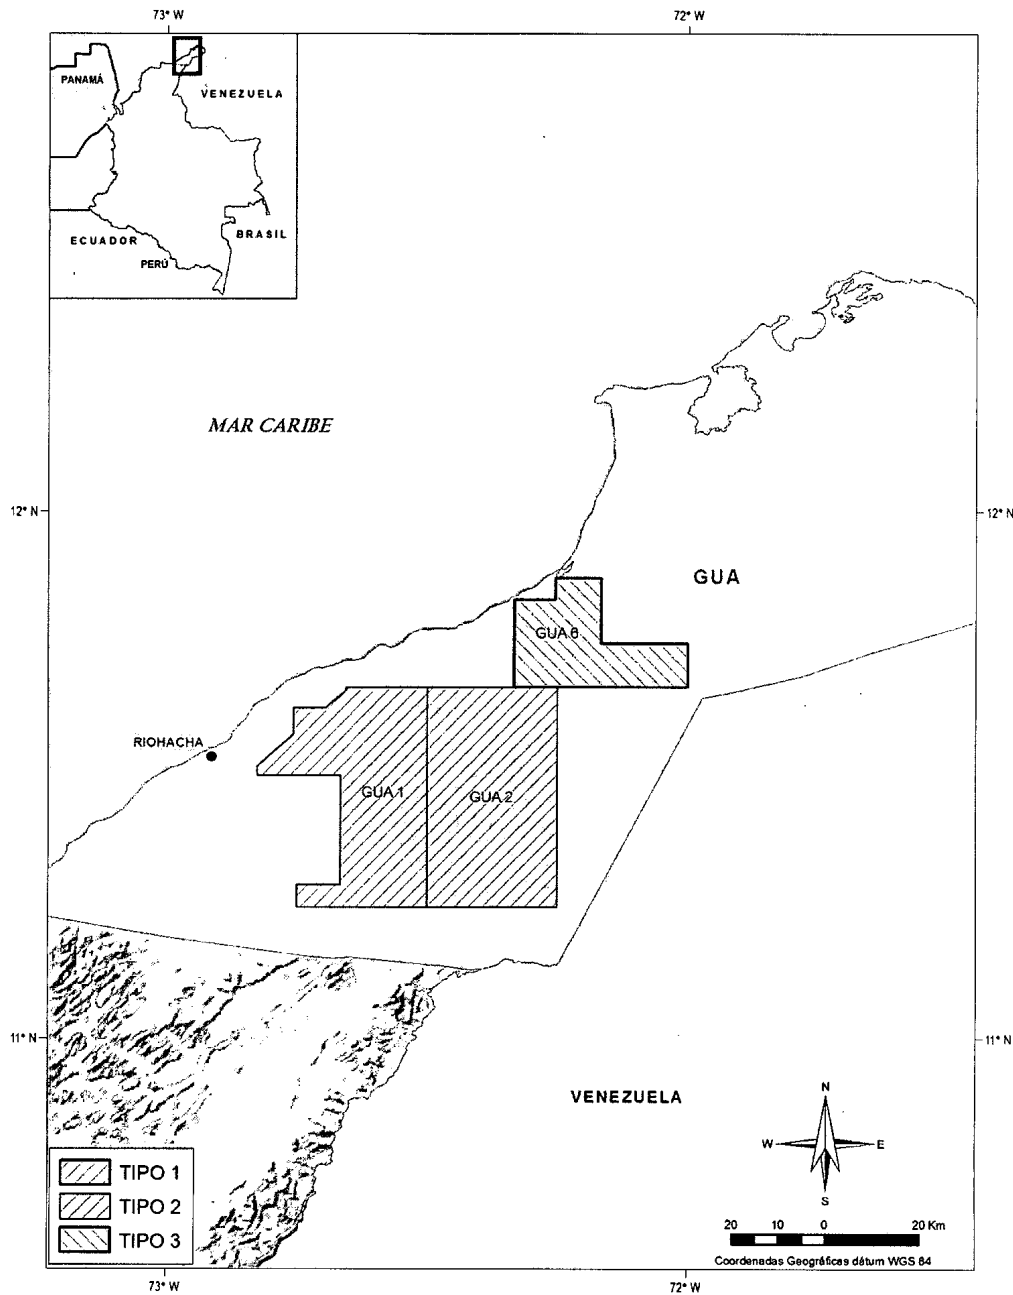 73° W
72° W
PANAMÁ
VENEZUELA
ECUADOR
BRASIL
PERÚ
MAR CARIBE
12° N
12° N
GUA
GUA 6
RIOHACHA
GUA 1
GUA 2
11° N
11° N
VENEZUELA
N
W
E
S
TIPO 1
TIPO 2
TIPO 3
20 10 0 20 Km
Coordenadas Geográficas dátum WGS 84
73° W
72° W